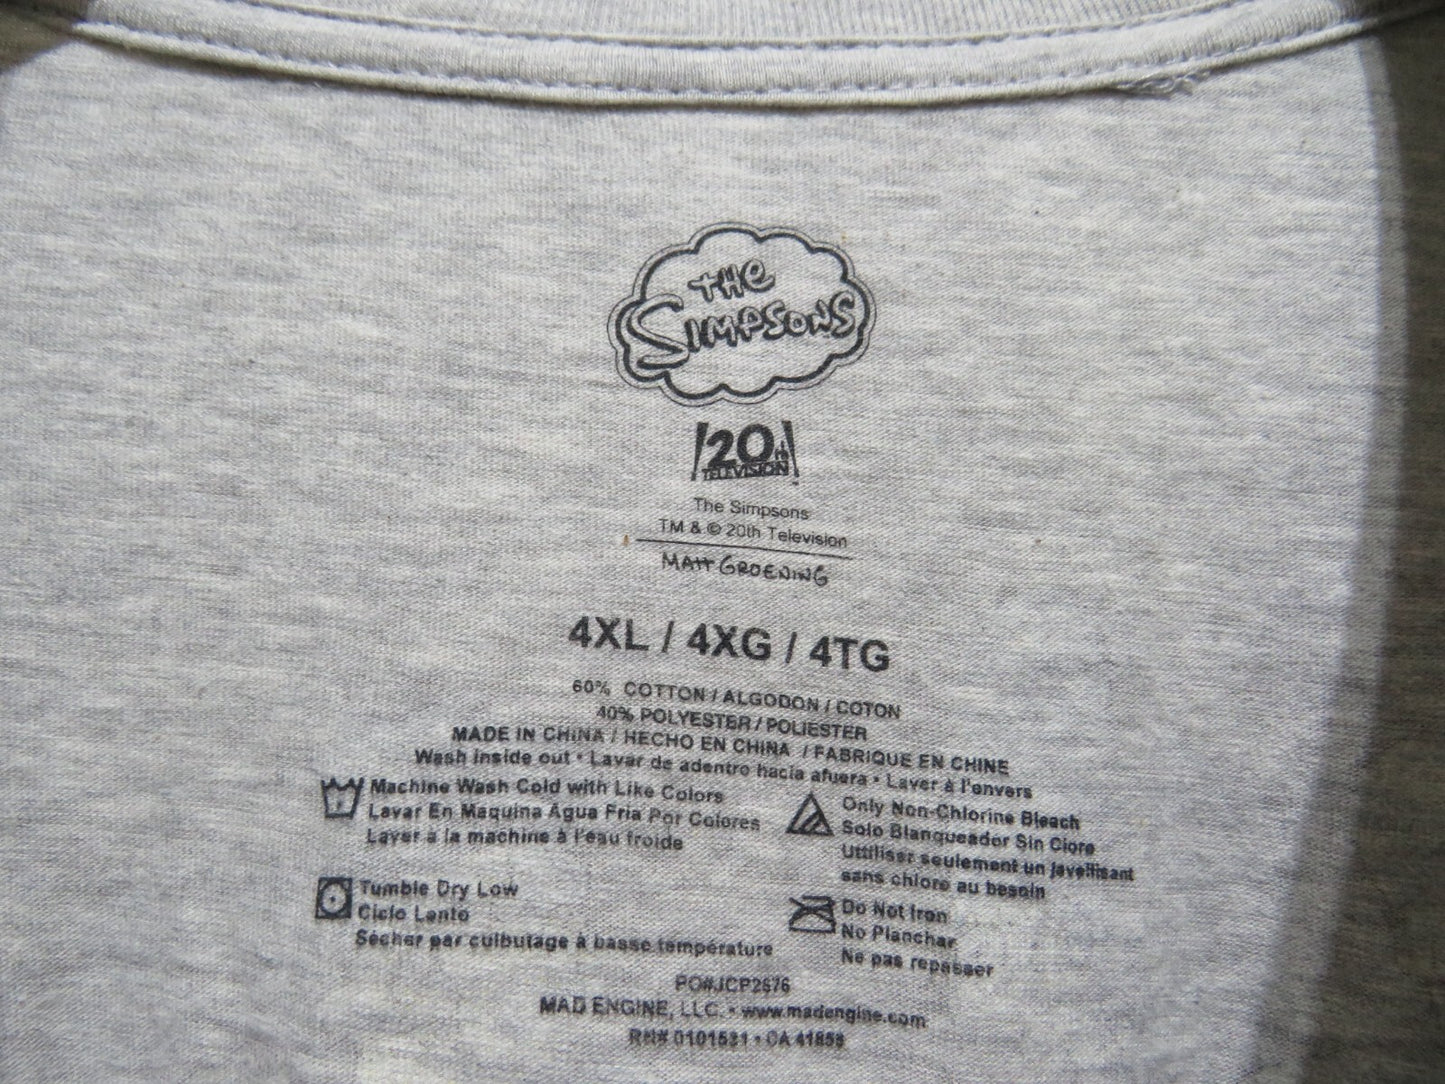 THE
SIMPSONS
20th
TELEVISION
The Simpsons
TM & © 20th Television
MATT GROENING
4XL / 4XG / 4TG
60% COTTON / ALGODON / COTON
40% POLYESTER / POLIESTER
MADE IN CHINA / HECHO EN CHINA / FABRIQUE EN CHINE
Wash inside out • Lavar de adentro hacia afuera • Laver à l'envers
Machine Wash Cold with Like Colors
Lavar En Maquina Agua Fria Por Colores
Layer a la machine à l'eau froide
Only Non-Chlorine Bleach
Solo Blanqueador Sin Clore
Uttiliser seulement un javellisant
sans chlore au besoin
Tumble Dry Low
Ciclo Lento
Sécher par culbutage à basse température
Do Not Iron
No Planchar
Ne pas repasser
PO#JCP2676
MAD ENGINE, LLC. • www.madengine.com
RN# 0101531 • CA 41853